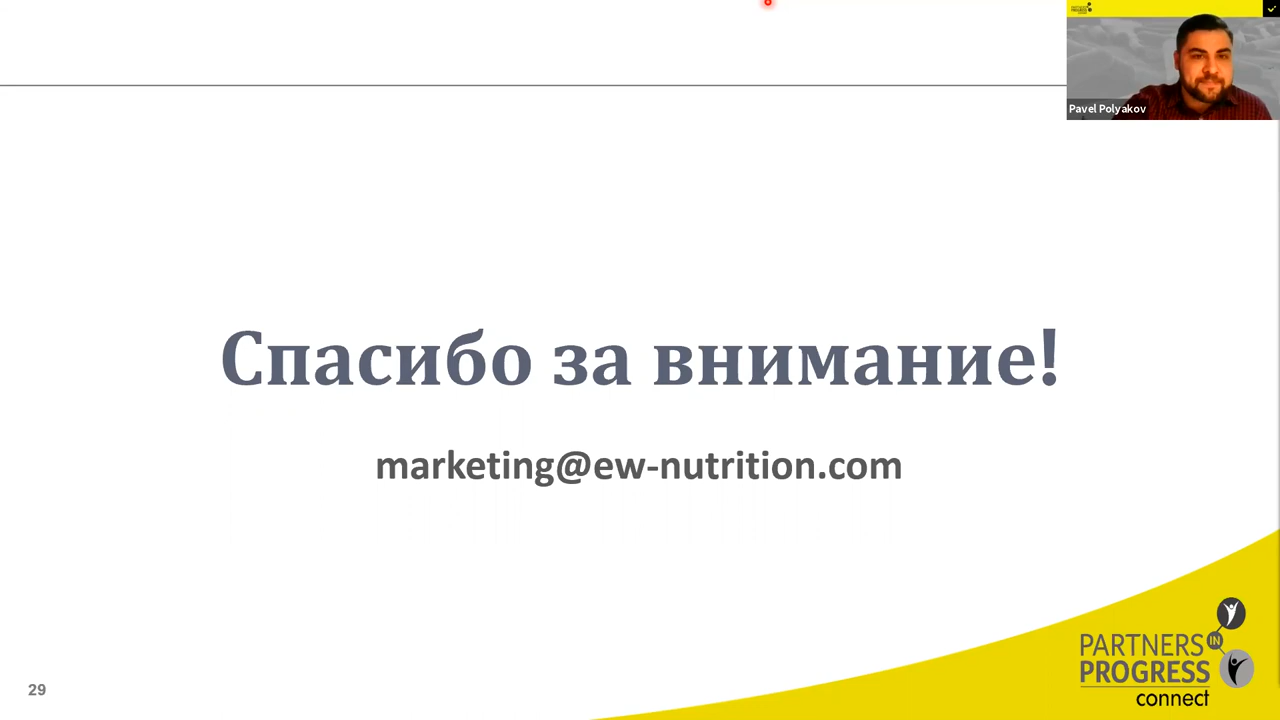 Pavel Polyakov
Спасибо за внимание!
marketing@ew-nutrition.com
29
PARTNERS
IN
PROGRESS
connect